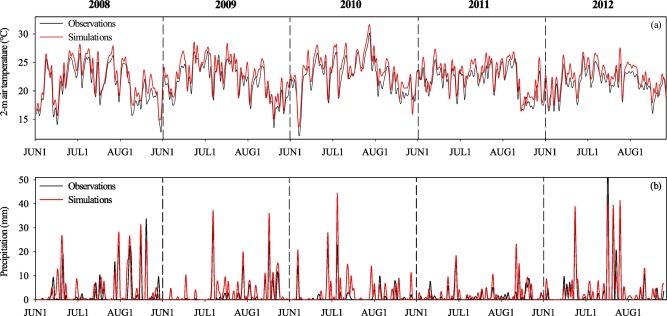 2008 2009 2010 2011 2012
Observations
Simulations
(a)
2-m air temperature (°C)
30
25
20
15
JUN1 JUL1 AUG1 JUN1 JUL1 AUG1 JUN1 JUL1 AUG1 JUN1 JUL1 AUG1 JUN1 JUL1 AUG1
Observations
Simulations
(b)
Precipitation (mm)
50
40
30
20
10
0
JUN1 JUL1 AUG1 JUN1 JUL1 AUG1 JUN1 JUL1 AUG1 JUN1 JUL1 AUG1 JUN1 JUL1 AUG1